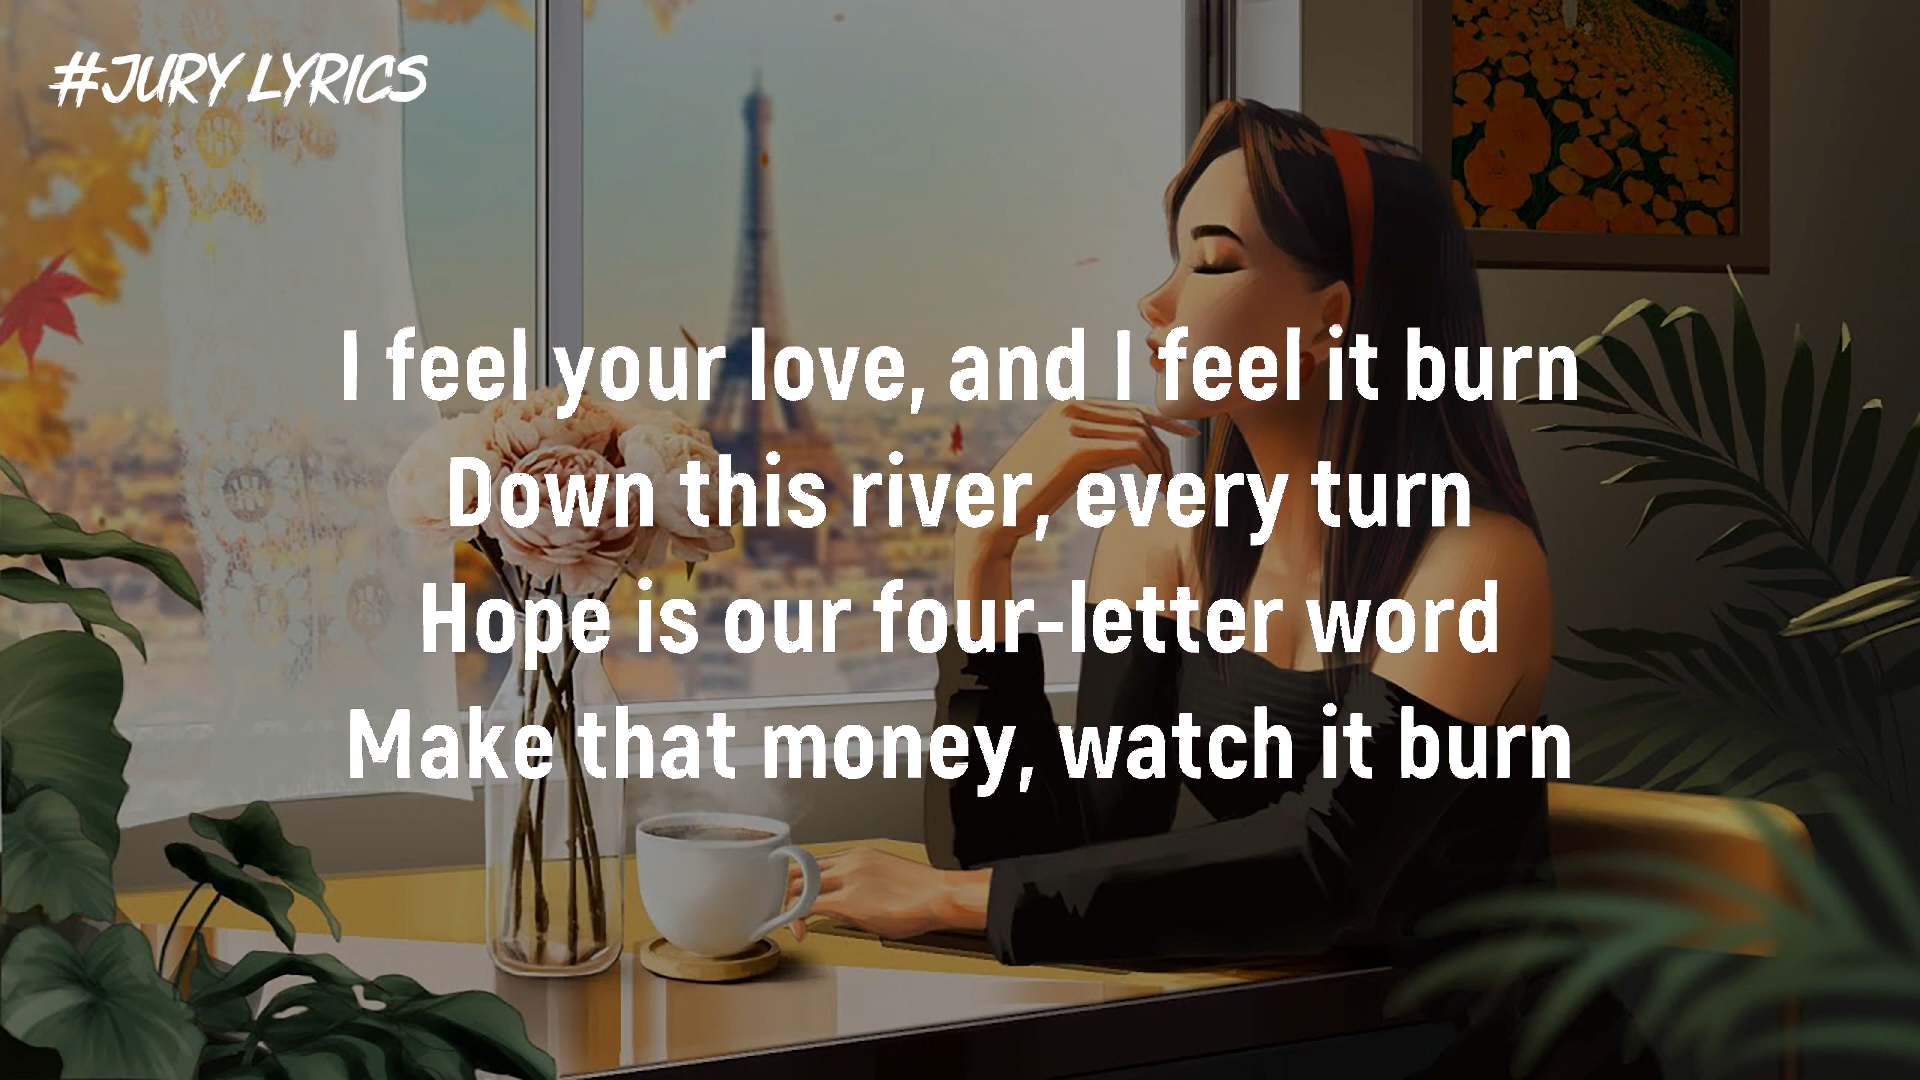 #JURY LYRICS
I feel your love, and I feel it burn
Down this river, every turn
Hope is our four-letter word
Make that money, watch it burn